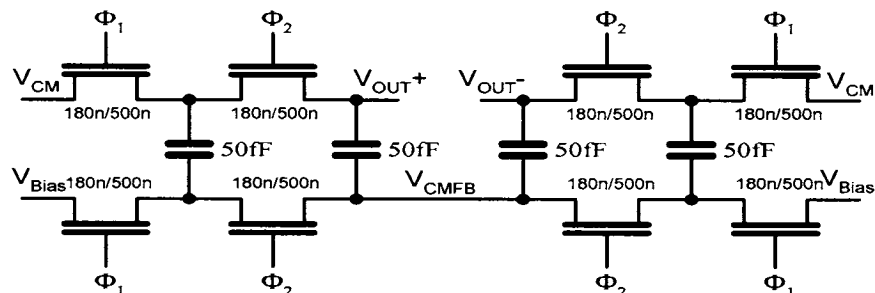 Φ1 Φ2 Φ2 Φ1
VCM VOUT+ VOUT- VCM
180n/500n 180n/500n 180n/500n 180n/500n
50fF 50fF 50fF 50fF
VBias 180n/500n 180n/500n VCMFB 180n/500n 180n/500n VBias
Φ1 Φ2 Φ2 Φ1